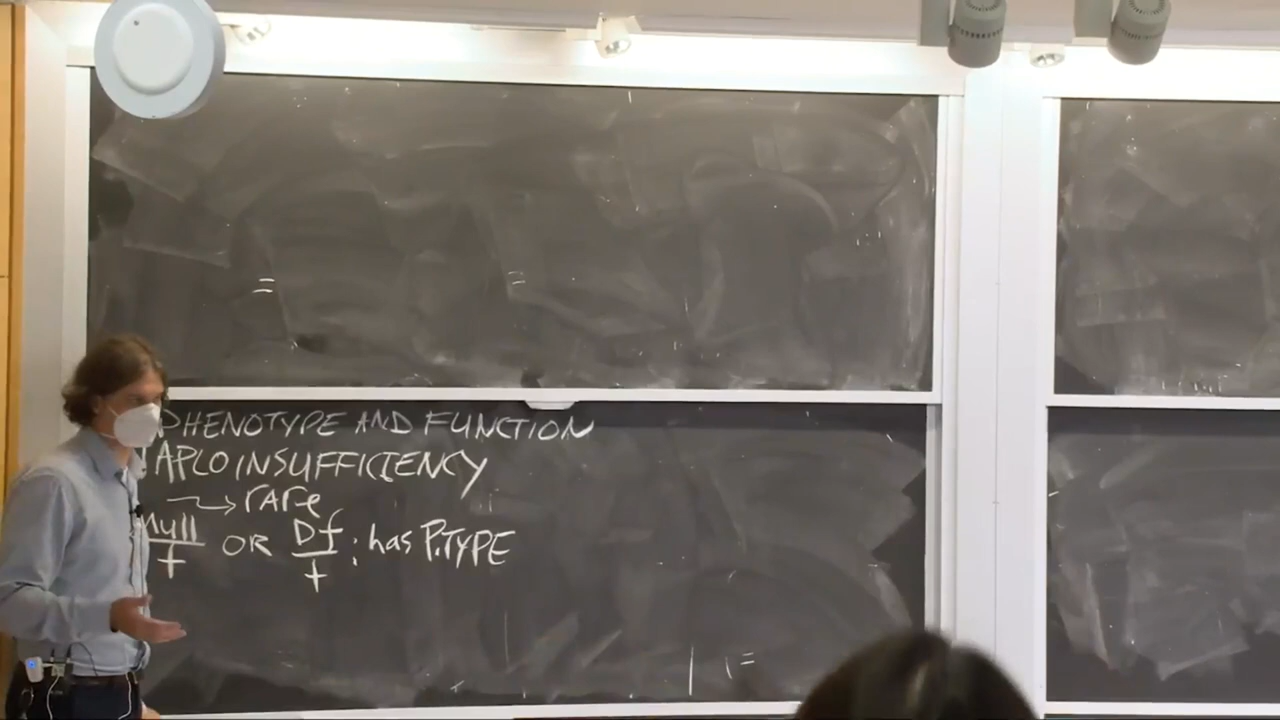 PHENOTYPE AND FUNCTION
HAPLOINSUFFICIENCY
→ rare
null/+ OR Df/+ : has P.TYPE